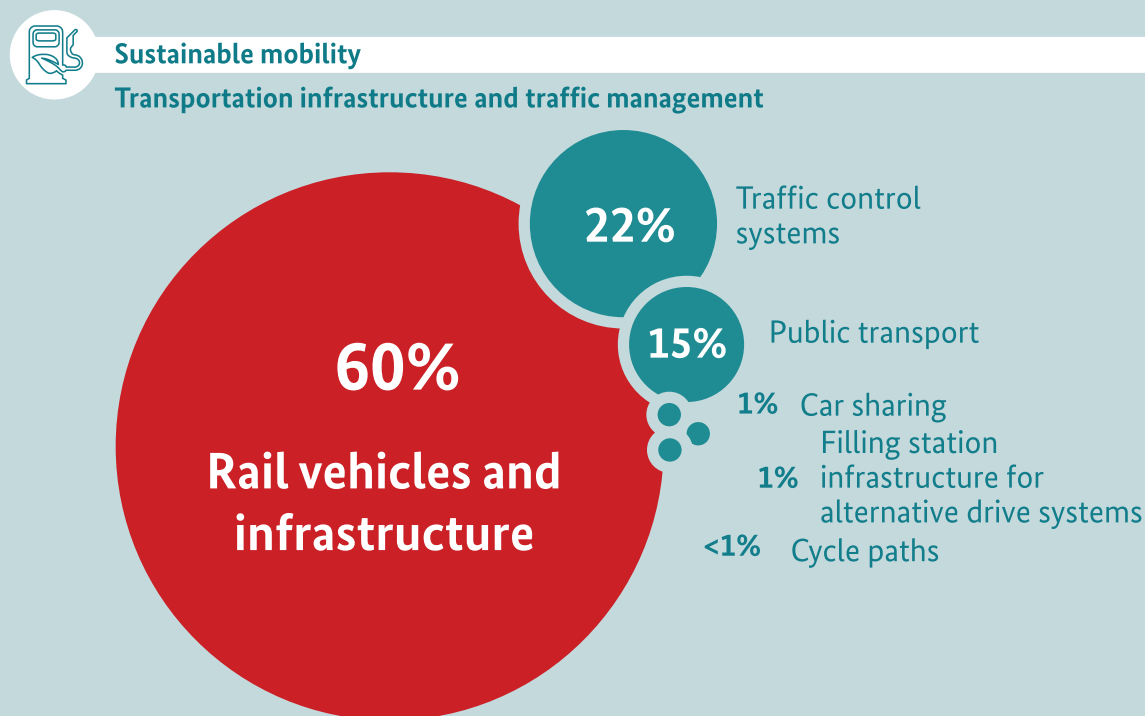 Sustainable mobility
Transportation infrastructure and traffic management
22%
Traffic control
systems
15%
Public transport
60%
Rail vehicles and
infrastructure
1% Car sharing
1% Filling station
infrastructure for
alternative drive systems
<1% Cycle paths